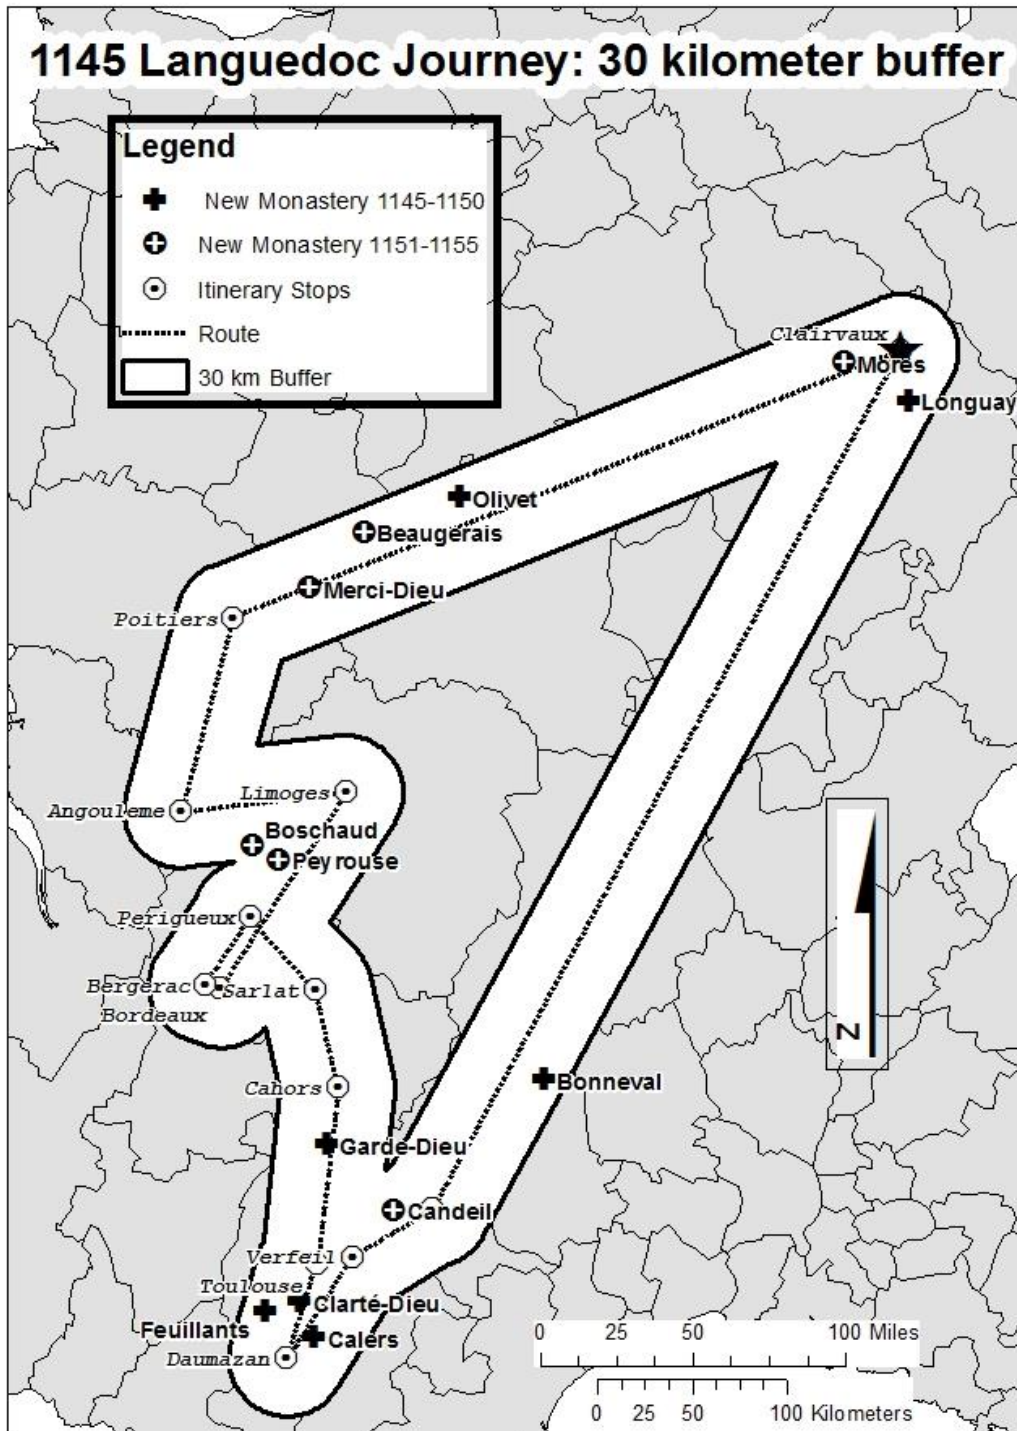 1145 Languedoc Journey: 30 kilometer buffer
Legend
New Monastery 1145-1150
New Monastery 1151-1155
Itinerary Stops
Route
30 km Buffer
Clairvaux
Mores
Longuay
Olivet
Beaugerais
Merci-Dieu
Poitiers
Limoges
Angouleme
Boschaud
Peyrouse
Perigueux
Bergerac
Sarlat
Bordeaux
Cahors
Bonneval
Garde-Dieu
Candeil
Verfeil
Toulouse
Clarté-Dieu
Feuillants
Calers
Daumazan
N
0 25 50 100 Miles
0 25 50 100 Kilometers